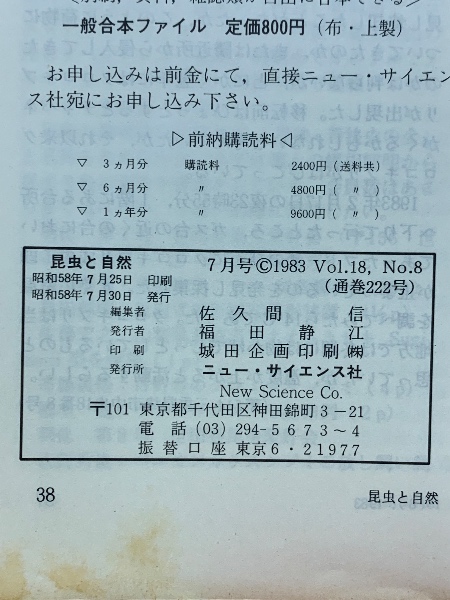 一般合本ファイル 定価800円(布・上製)
お申し込みは前金にて,直接ニュー・サイエン
ス社宛にお申し込み下さい。
▷前納購読料◁
▽ 3ヵ月分 購読料 2400円(送料共)
▽ 6ヵ月分 〃 4800円( 〃 )
▽ 1ヵ年分 〃 9600円( 〃 )
昆虫と自然 7月号©1983 Vol.18, No.8
昭和58年7月25日 印刷 (通巻222号)
昭和58年7月30日 発行
編集者 佐久間 信
発行者 福田静江
印刷 城田企画印刷㈱
発行所 ニュー・サイエンス社
New Science Co.
〒101 東京都千代田区神田錦町3-21
電話 (03) 294-5673~4
振替口座 東京6・21977
38 昆虫と自然